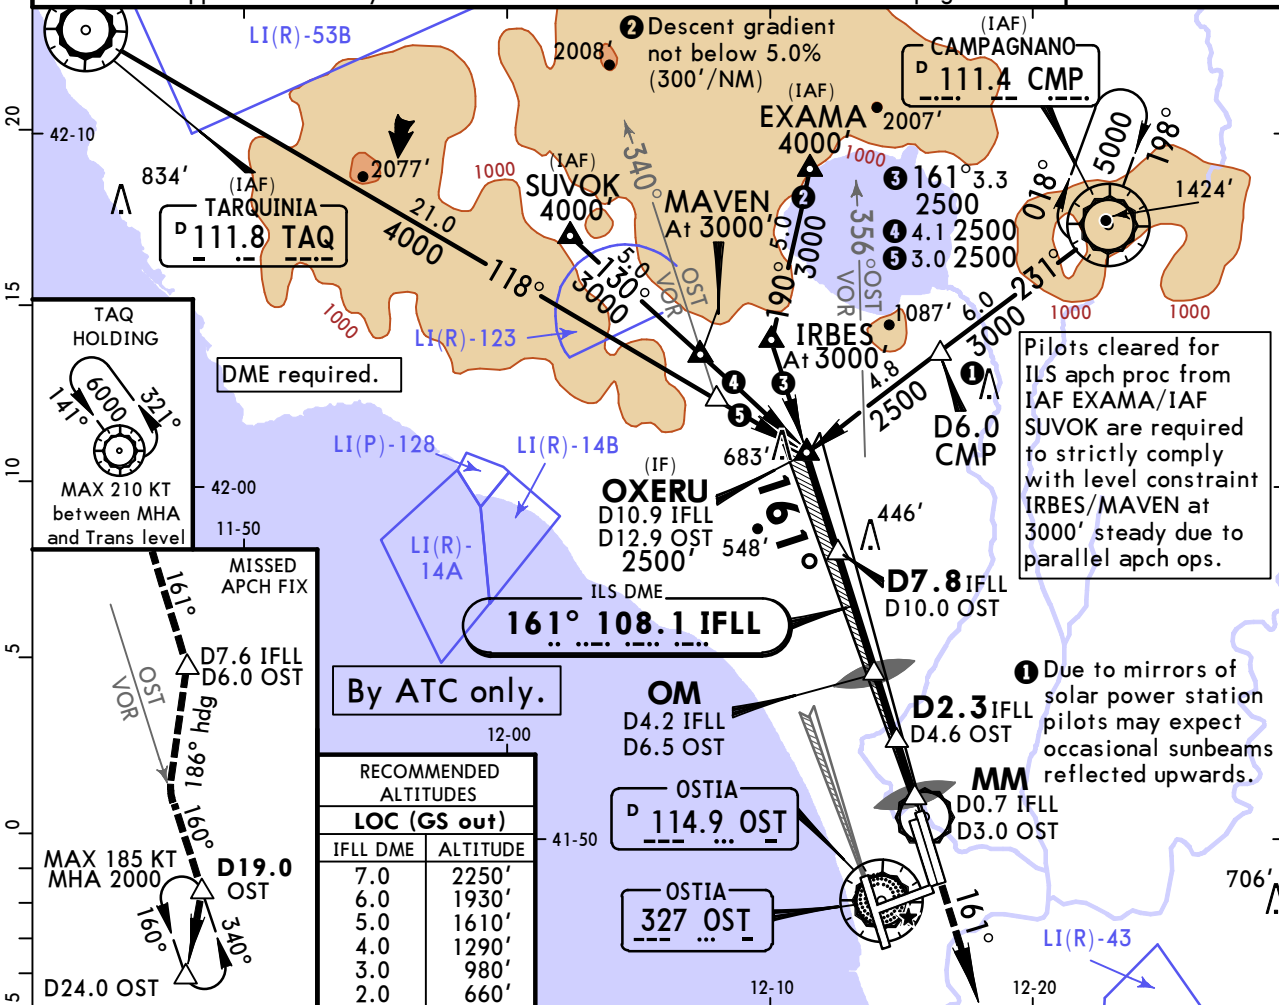 LI(R)-53B
2 Descent gradient
not below 5.0%
(300'/NM)
2008'
(IAF)
CAMPAGNANO
D 111.4 CMP
(IAF)
EXAMA
4000'
2007'
1000
20
42-10
834'
2077'
1000
(IAF)
SUVOK
4000'
340°
MAVEN
At 3000'
2
3 161° 3.3
2500
4 4.1 2500
5 3.0 2500
5000
198°
018°
1424'
(IAF)
TARQUINIA
D 111.8 TAQ
21.0
4000
118°
5.0
130°
3000
OST
VOR
190° 5.0
3000
356°
OST
VOR
231°
6.0
3000
1000
1000
15
1000
LI(R)-123
IRBES
At 3000'
1087'
4.8
2500
1
D6.0
CMP
TAQ
HOLDING
6000
141°
321°
MAX 210 KT
between MHA
and Trans level
DME required.
4
5
3
Pilots cleared for
ILS apch proc from
IAF EXAMA/IAF
SUVOK are required
to strictly comply
with level constraint
IRBES/MAVEN at
3000' steady due to
parallel apch ops.
LI(P)-128
LI(R)-14B
10
42-00
683'
(IF)
OXERU
D10.9 IFLL
D12.9 OST
2500'
548'
161°
446'
11-50
LI(R)-
14A
D7.8 IFLL
D10.0 OST
ILS DME
161° 108.1 IFLL
MISSED
APCH FIX
161°
D7.6 IFLL
D6.0 OST
OST
VOR
186° hdg
160°
MAX 185 KT
MHA 2000
D19.0
OST
160°
340°
D24.0 OST
5
By ATC only.
OM
D4.2 IFLL
D6.5 OST
D2.3 IFLL
D4.6 OST
1 Due to mirrors of
solar power station
pilots may expect
occasional sunbeams
reflected upwards.
12-00
MM
D0.7 IFLL
D3.0 OST
OSTIA
D 114.9 OST
0
41-50
RECOMMENDED
ALTITUDES
LOC (GS out)
IFLL DME ALTITUDE
7.0 2250'
6.0 1930'
5.0 1610'
4.0 1290'
3.0 980'
2.0 660'
OSTIA
327 OST
706'
161°
LI(R)-43
5
12-10
12-20